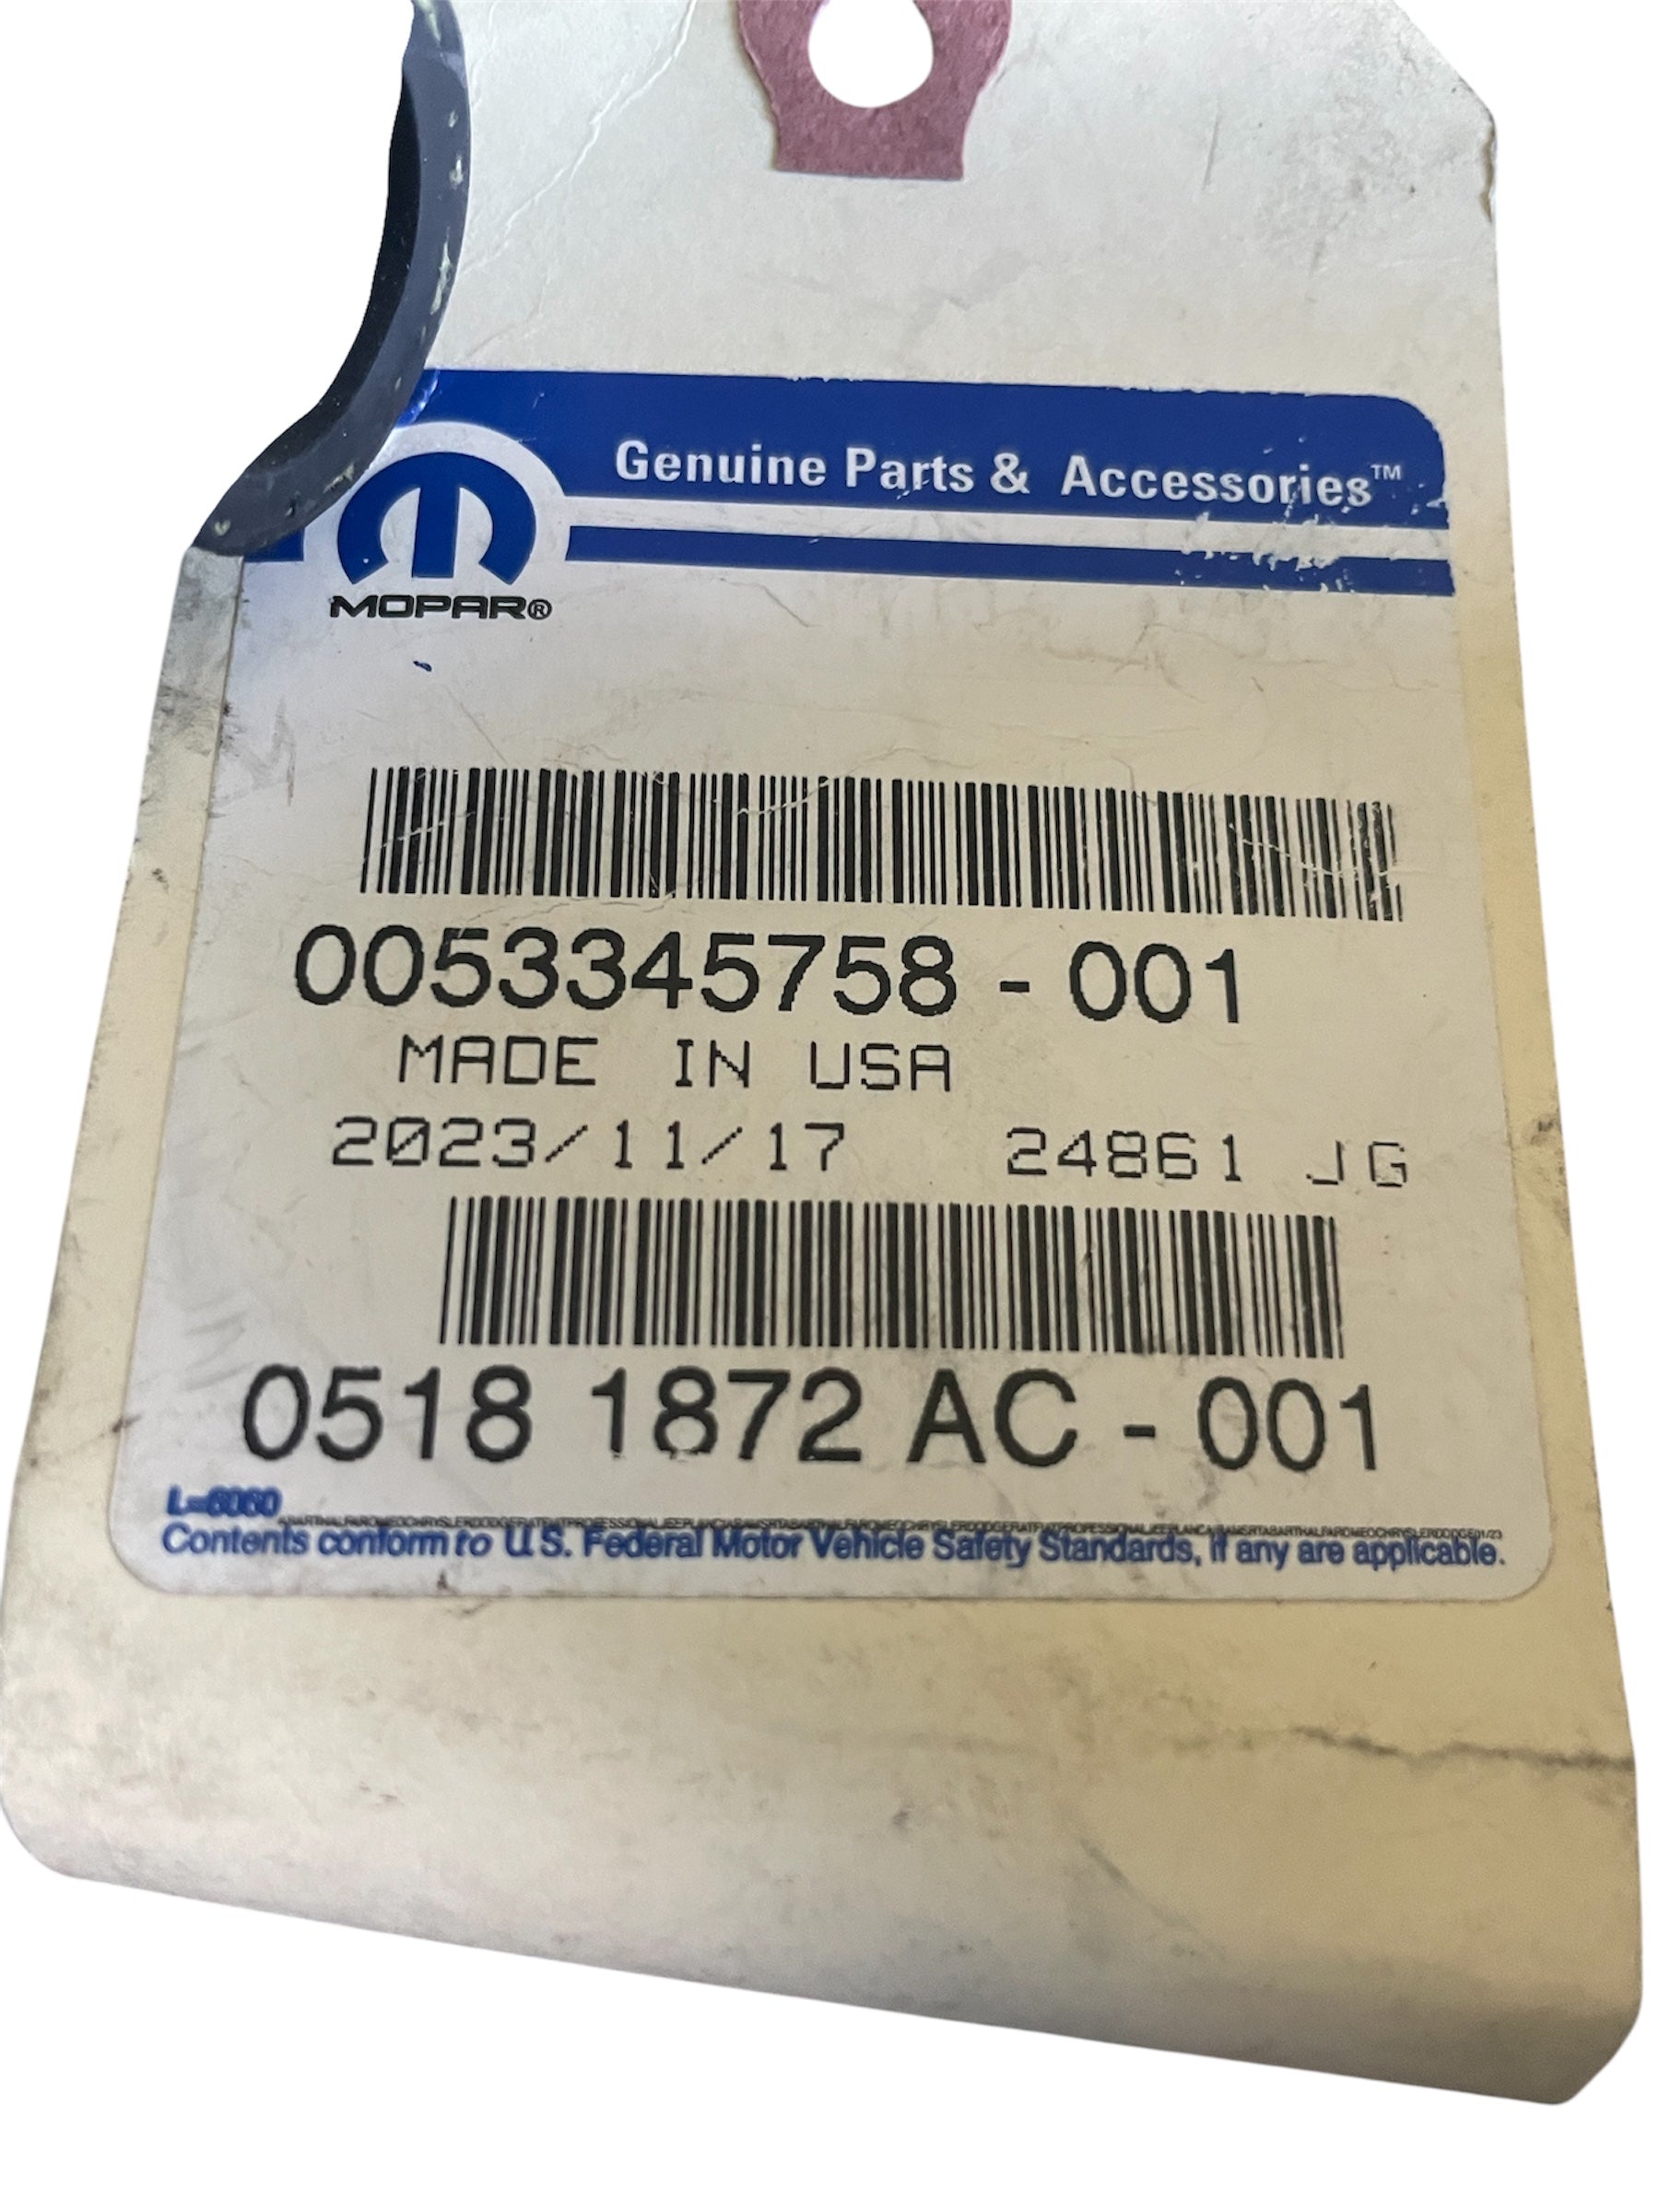 Genuine Parts & Accessories™
MOPAR®
0053345758 - 001
MADE IN USA
2023/11/17 24861 JG
0518 1872 AC - 001
L=6060
Contents conform to U.S. Federal Motor Vehicle Safety Standards, if any are applicable.